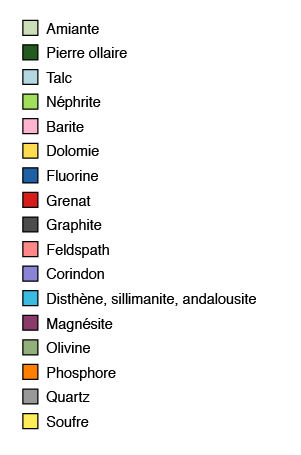 Amiante
Pierre ollaire
Talc
Néphrite
Barite
Dolomie
Fluorine
Grenat
Graphite
Feldspath
Corindon
Disthène, sillimanite, andalousite
Magnésite
Olivine
Phosphore
Quartz
Soufre